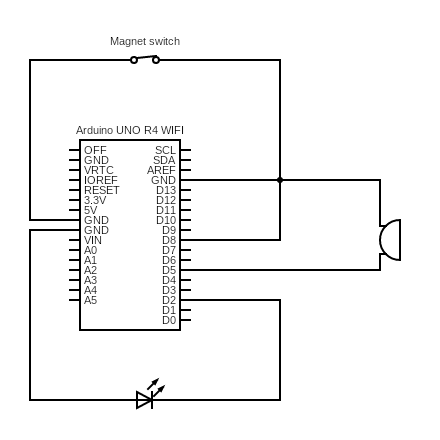 Magnet switch
Arduino UNO R4 WIFI
OFF SCL
GND SDA
VRTC AREF
IOREF GND
RESET D13
3.3V D12
5V D11
GND D10
GND D9
VIN D8
A0 D7
A1 D6
A2 D5
A3 D4
A4 D3
A5 D2
D1
D0